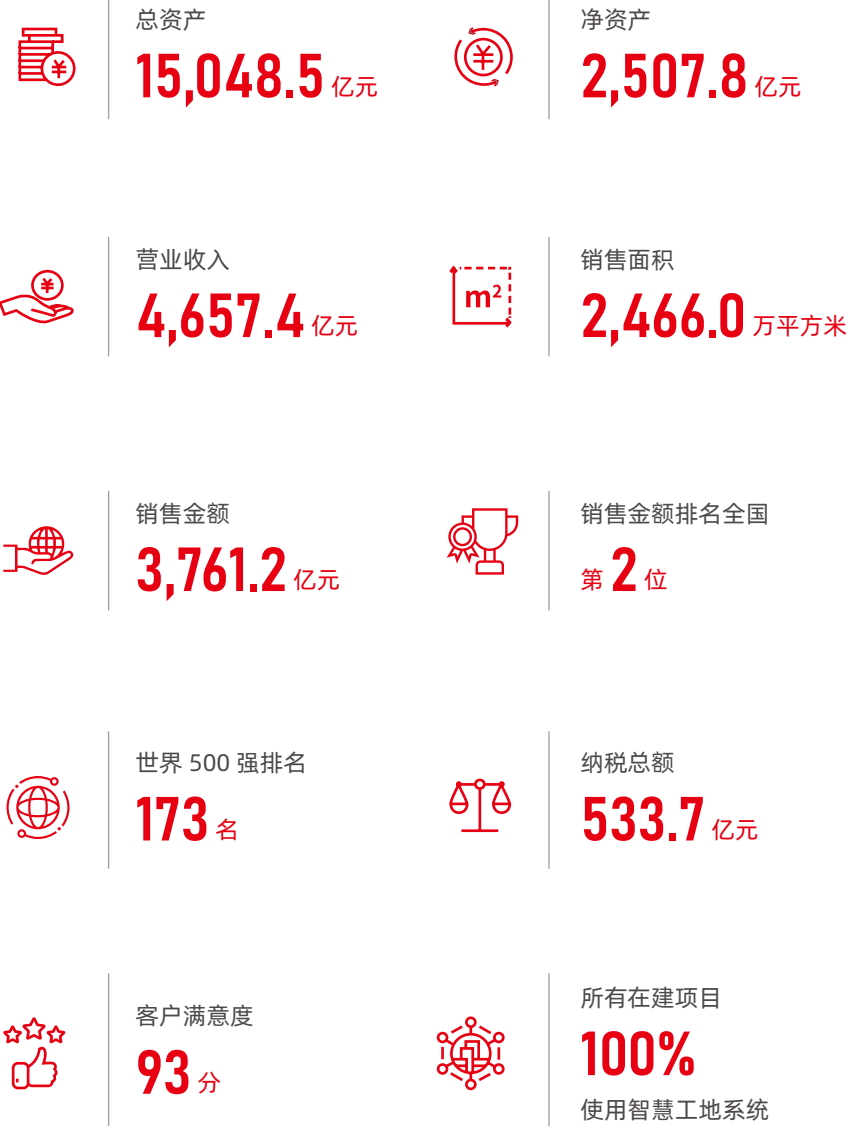 总资产
15,048.5 亿元
净资产
2,507.8 亿元
营业收入
4,657.4 亿元
销售面积
m²
2,466.0 万平方米
销售金额
3,761.2 亿元
销售金额排名全国
第 2 位
世界 500 强排名
173 名
纳税总额
533.7 亿元
客户满意度
93 分
所有在建项目
100%
使用智慧工地系统